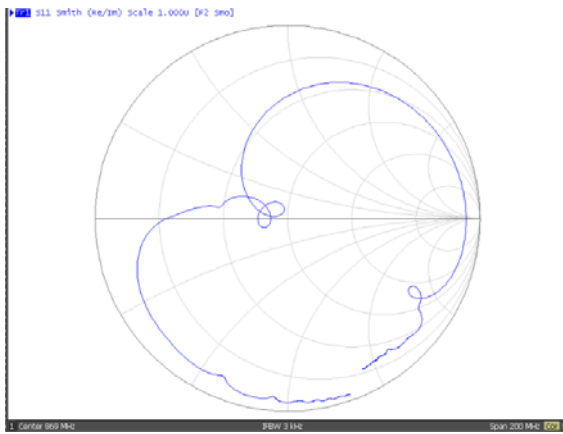 Tr1 S11 Smith (Re/Im) Scale 1.000U [F2 Smo]
1 Center 869 MHz IFBW 3 kHz Span 200 MHz Cor